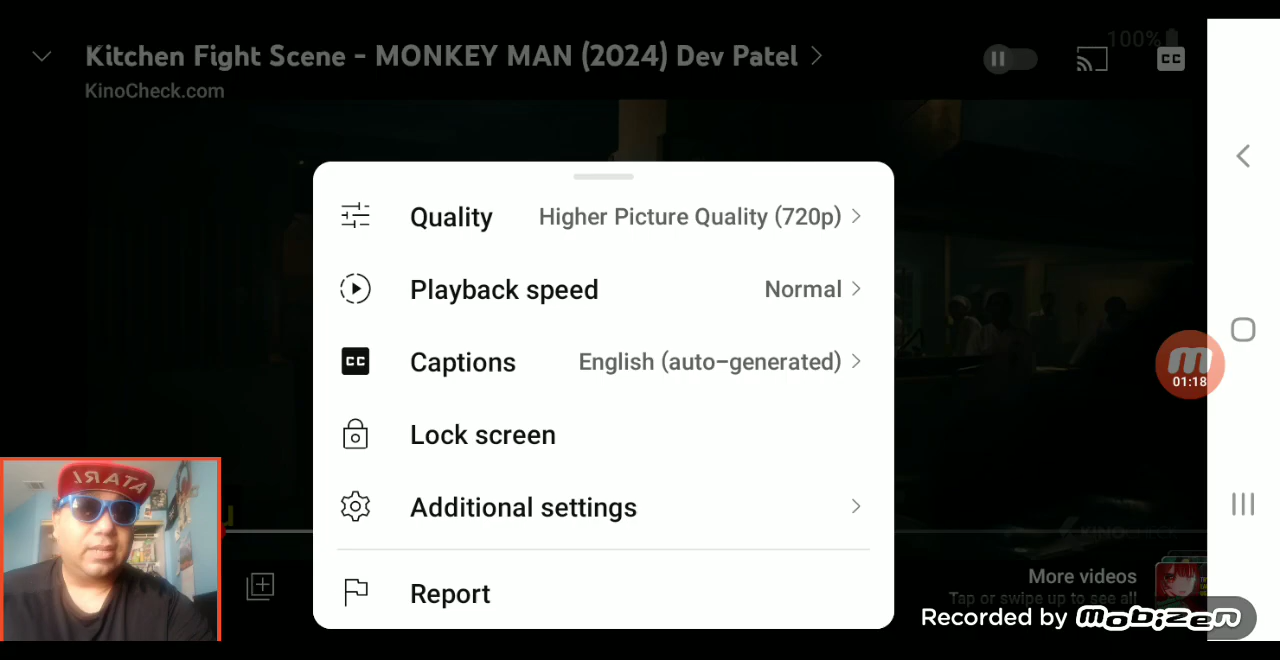 100%
Kitchen Fight Scene - MONKEY MAN (2024) Dev Patel
CC
KinoCheck.com
Quality Higher Picture Quality (720p)
Playback speed Normal
CC Captions English (auto-generated)
01:18
Lock screen
ATARI
Additional settings
More videos
Tap or swipe up to see all
Report
Recorded by mobizen